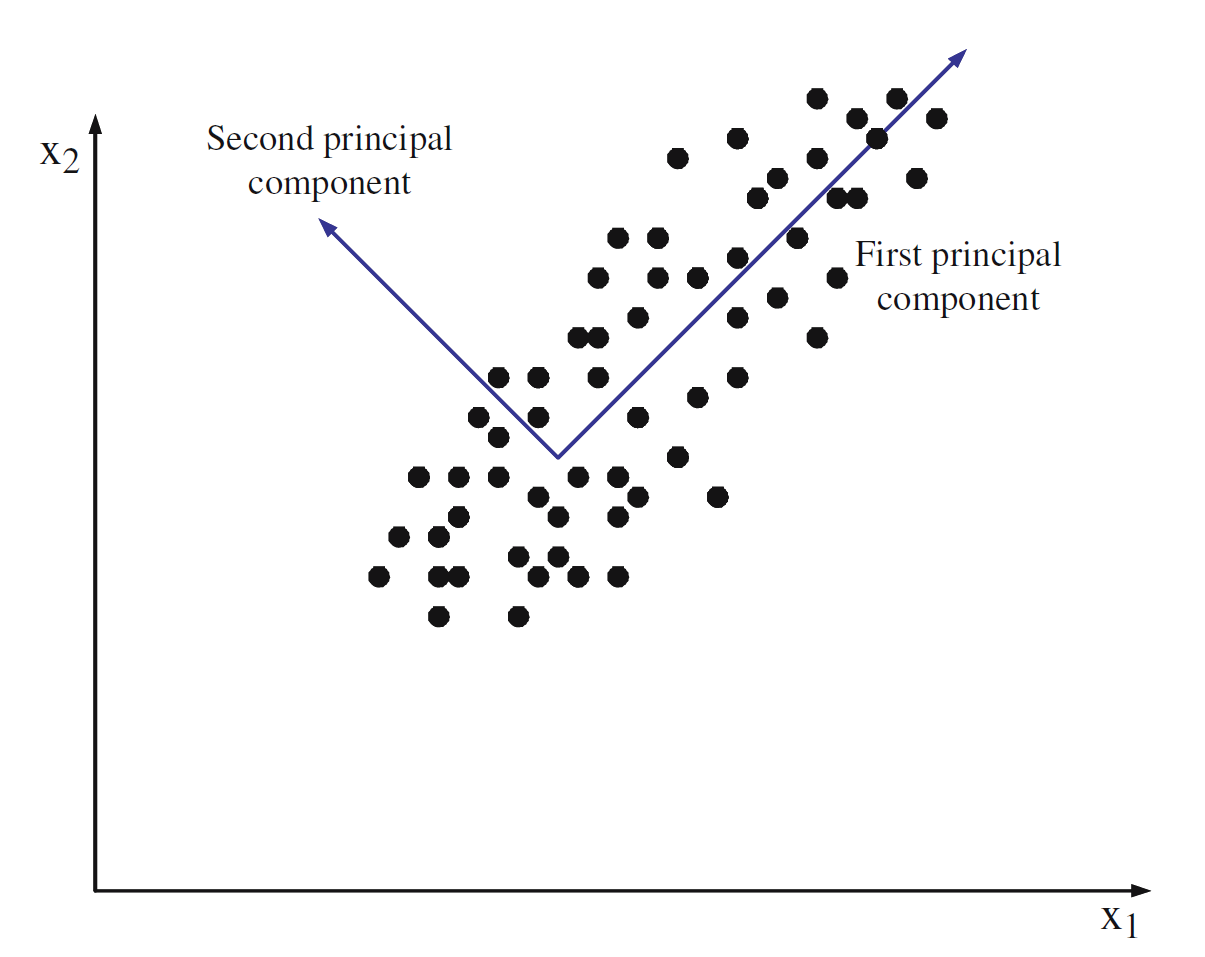 x2
Second principal
component
First principal
component
x1